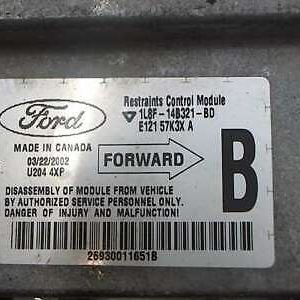 Ford
Restraints Control Module
1L8F-14B321-BD
E121 57K3X A
MADE IN CANADA
03/22/2002
U204 4XP
FORWARD
B
DISASSEMBLY OF MODULE FROM VEHICLE
BY AUTHORIZED SERVICE PERSONNEL ONLY.
DANGER OF INJURY AND MALFUNCTION!
26930011651B